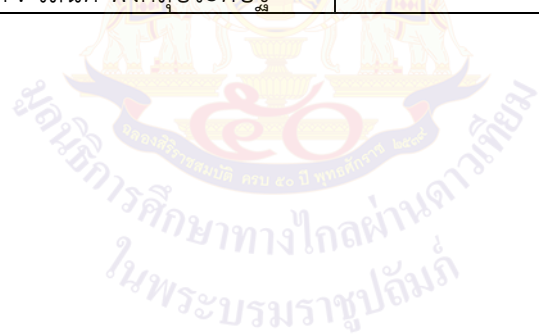 ๕๐
ฉลองสิริราชสมบัติ ครบ ๕๐ ปี พุทธศักราช ๒๕๓๙
มูลนิธิการศึกษาทางไกลผ่านดาวเทียม
ในพระบรมราชูปถัมภ์